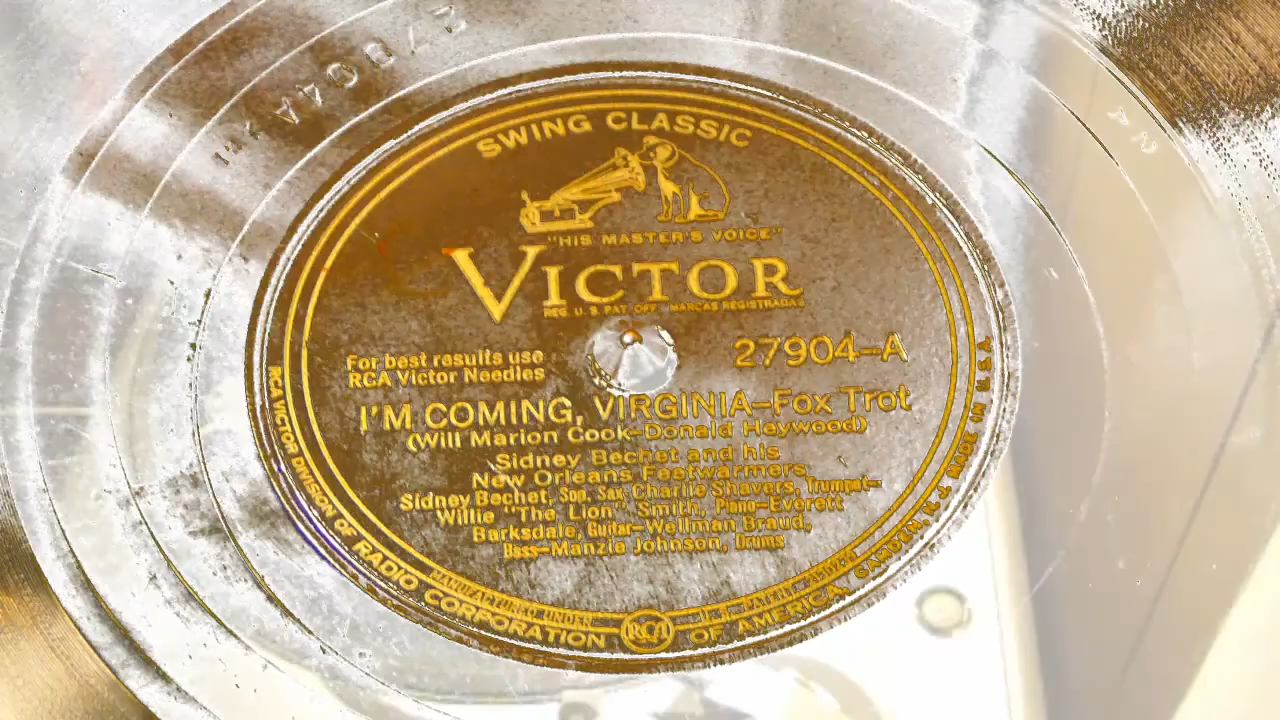 27904A
SWING CLASSIC
"HIS MASTER'S VOICE"
VICTOR
REG. U. S. PAT. OFF. MARCAS REGISTRADAS
27904-A
For best results use
RCA Victor Needles
I'M COMING, VIRGINIA-Fox Trot
(Will Marion Cook-Donald Heywood)
Sidney Bechet and his
New Orleans Feetwarmers
Sidney Bechet, Sop. Sax-Charlie Shavers, Trumpet-
Willie "The Lion" Smith, Piano-Everett
Barksdale, Guitar-Wellman Braud,
Bass-Manzie Johnson, Drums
MANUFACTURED UNDER
RCA VICTOR DIVISION OF RADIO CORPORATION RCA OF AMERICA, CAMDEN, N. J. MADE IN U.S.A.